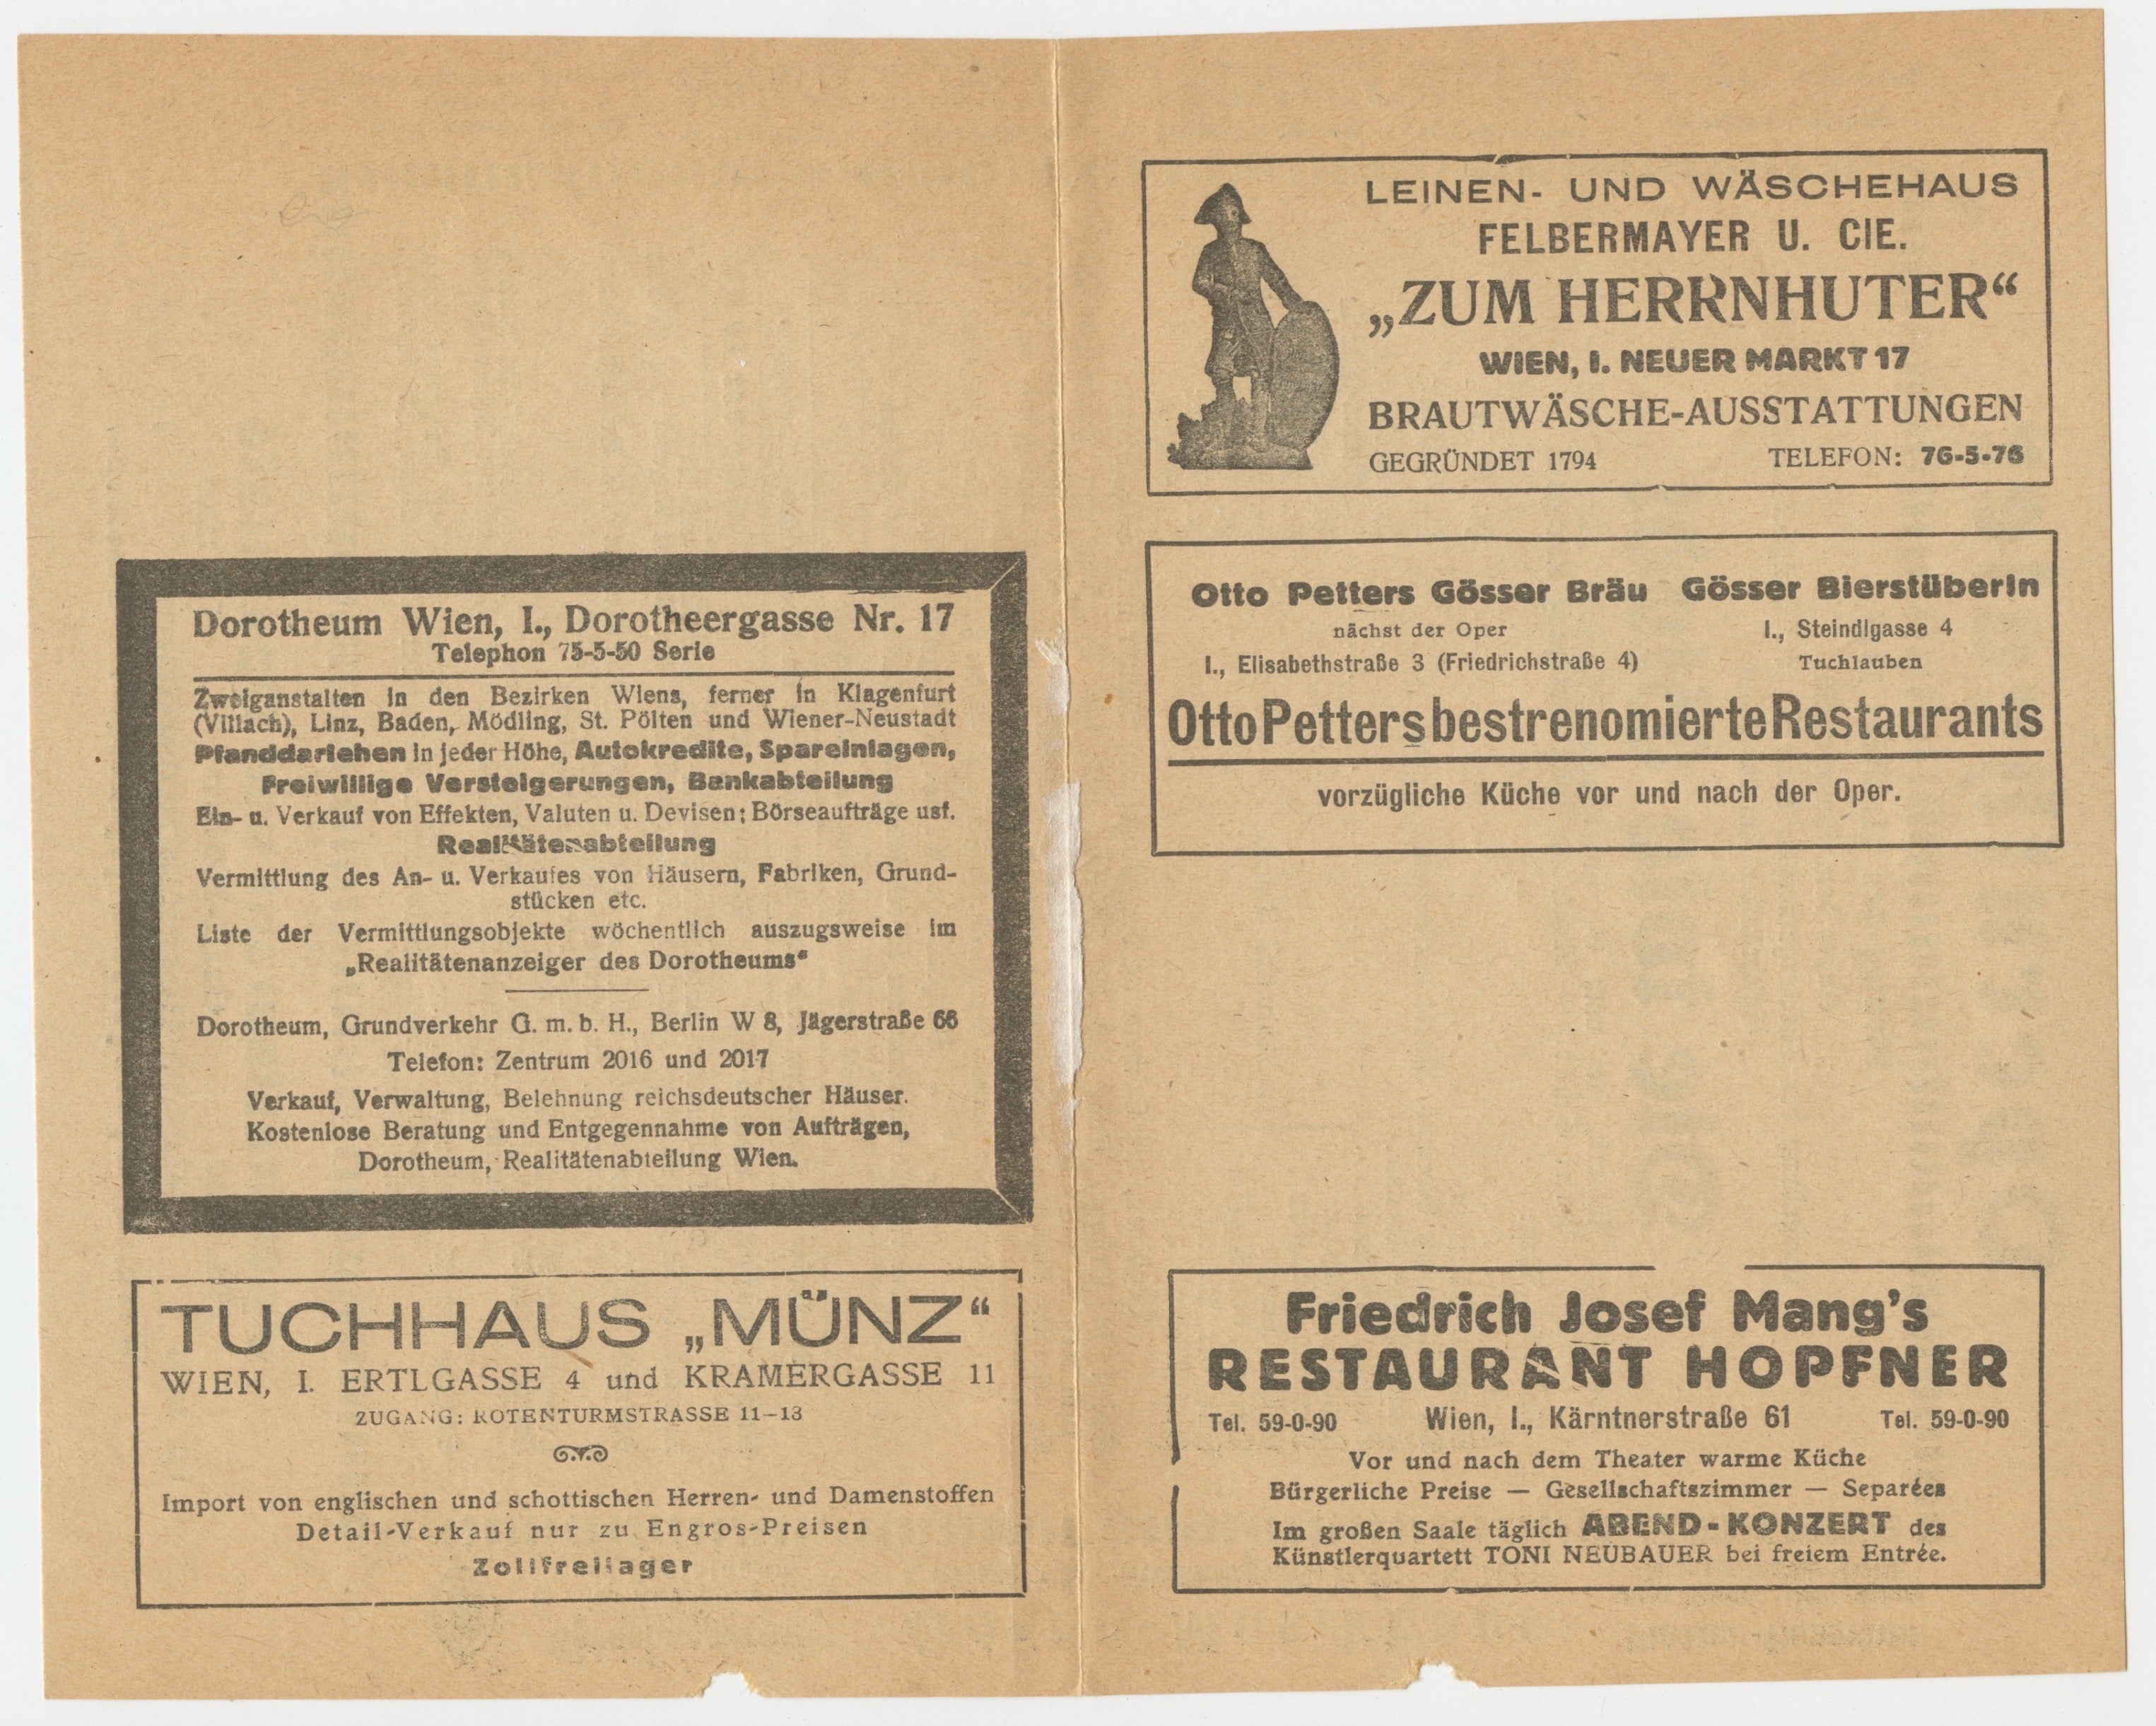 Dorotheum Wien, I., Dorotheergasse Nr. 17
Telephon 75-5-50 Serie
Zweiganstalten in den Bezirken Wiens, ferner in Klagenfurt
(Villach), Linz, Baden, Mödling, St. Pölten und Wiener-Neustadt
Pfanddarlehen in jeder Höhe, Autokredite, Spareinlagen,
Freiwillige Versteigerungen, Bankabteilung
Ein- u. Verkauf von Effekten, Valuten u. Devisen; Börseaufträge usf.
Realitätenabteilung
Vermittlung des An- u. Verkaufes von Häusern, Fabriken, Grund-
stücken etc.
Liste der Vermittlungsobjekte wöchentlich auszugsweise im
„Realitätenanzeiger des Dorotheums“
Dorotheum, Grundverkehr G. m. b. H., Berlin W 8, Jägerstraße 66
Telefon: Zentrum 2016 und 2017
Verkauf, Verwaltung, Belehnung reichsdeutscher Häuser.
Kostenlose Beratung und Entgegennahme von Aufträgen,
Dorotheum, Realitätenabteilung Wien.
TUCHHAUS „MÜNZ“
WIEN, I. ERTLGASSE 4 und KRAMERGASSE 11
ZUGANG: ROTENTURMSTRASSE 11–13
Import von englischen und schottischen Herren- und Damenstoffen
Detail-Verkauf nur zu Engros-Preisen
Zollfreilager
LEINEN- UND WÄSCHEHAUS
FELBERMAYER U. CIE.
„ZUM HERRNHUTER“
WIEN, I. NEUER MARKT 17
BRAUTWÄSCHE-AUSSTATTUNGEN
GEGRÜNDET 1794 TELEFON: 76-5-76
Otto Petters Gösser Bräu Gösser Bierstüberln
nächst der Oper I., Steindlgasse 4
I., Elisabethstraße 3 (Friedrichstraße 4) Tuchlauben
Otto Petters bestrenomierte Restaurants
vorzügliche Küche vor und nach der Oper.
Friedrich Josef Mang's
RESTAURANT HOPFNER
Tel. 59-0-90 Wien, I., Kärntnerstraße 61 Tel. 59-0-90
Vor und nach dem Theater warme Küche
Bürgerliche Preise — Gesellschaftszimmer — Separées
Im großen Saale täglich ABEND-KONZERT des
Künstlerquartett TONI NEUBAUER bei freiem Entrée.